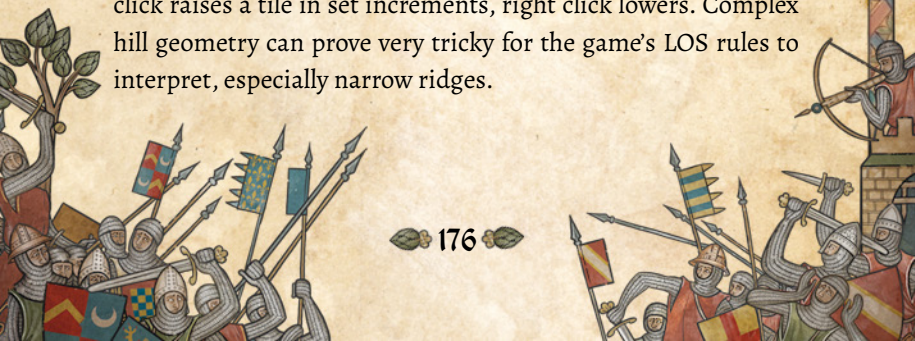 click raises a tile in set increments, right click lowers. Complex
hill geometry can prove very tricky for the game’s LOS rules to
interpret, especially narrow ridges.
176